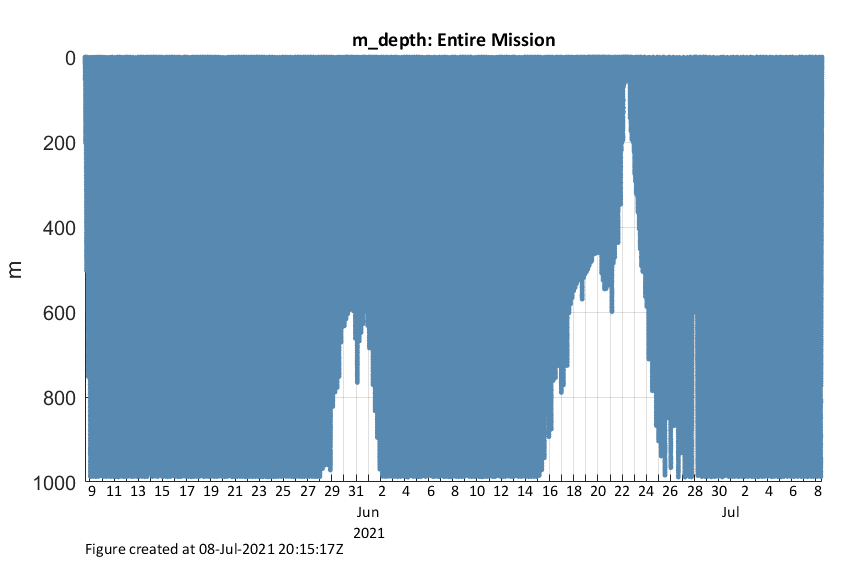 m_depth: Entire Mission
0
200
400
600
800
1000
m
9 11 13 15 17 19 21 23 25 27 29 31 2 4 6 8 10 12 14 16 18 20 22 24 26 28 30 2 4 6 8
Jun Jul
2021
Figure created at 08-Jul-2021 20:15:17Z